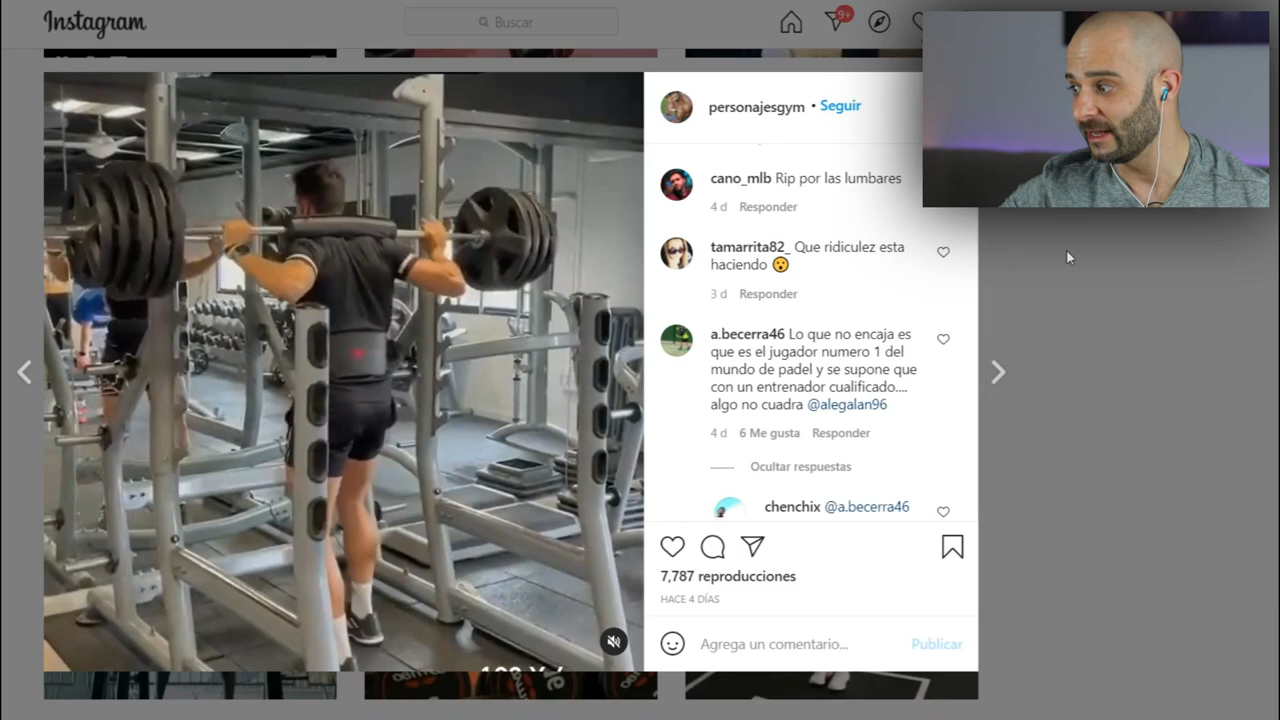 Instagram
Buscar
9+
personajesgym • Seguir
cano_mlb Rip por las lumbares
4 d Responder
tamarrita82_ Que ridiculez esta
haciendo 😮
3 d Responder
a.becerra46 Lo que no encaja es
que es el jugador numero 1 del
mundo de padel y se supone que
con un entrenador cualificado....
algo no cuadra @alegalan96
4 d 6 Me gusta Responder
Ocultar respuestas
chenchix @a.becerra46
7,787 reproducciones
HACE 4 DÍAS
Agrega un comentario... Publicar